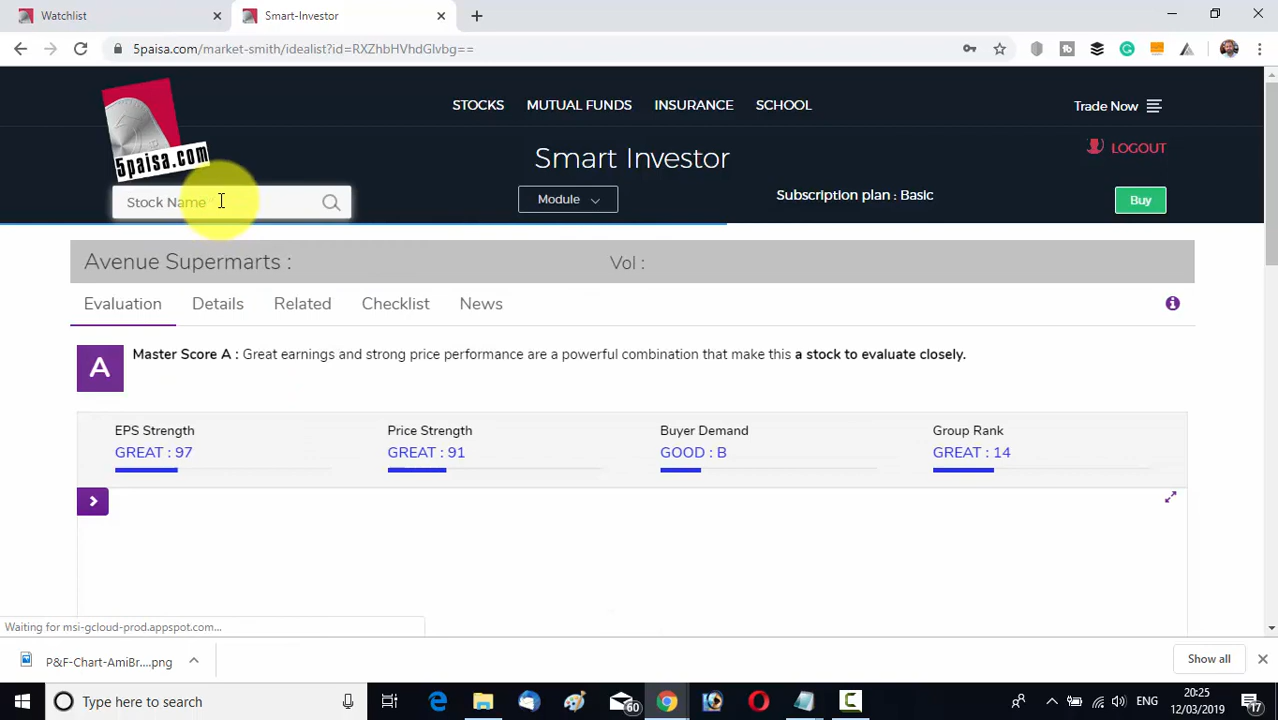 Watchlist
Smart-Investor
5paisa.com/market-smith/idealist?id=RXZhbHVhdGlvbg==
5paisa.com
STOCKS MUTUAL FUNDS INSURANCE SCHOOL
Trade Now
Smart Investor
LOGOUT
Stock Name
Module
Subscription plan : Basic
Buy
Avenue Supermarts :
Vol :
Evaluation Details Related Checklist News
A
Master Score A : Great earnings and strong price performance are a powerful combination that make this a stock to evaluate closely.
EPS Strength Price Strength Buyer Demand Group Rank
GREAT : 97 GREAT : 91 GOOD : B GREAT : 14
Waiting for msi-gcloud-prod.appspot.com...
P&F-Chart-AmiBr....png
Show all
Type here to search
60
ENG
20:25
12/03/2019
17